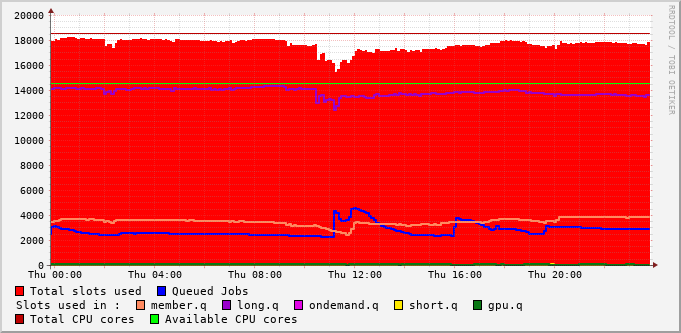 20000
18000
16000
14000
12000
10000
8000
6000
4000
2000
0
Thu 00:00 Thu 04:00 Thu 08:00 Thu 12:00 Thu 16:00 Thu 20:00
Total slots used Queued Jobs
Slots used in : member.q long.q ondemand.q short.q gpu.q
Total CPU cores Available CPU cores
RRDTOOL / TOBI OETIKER